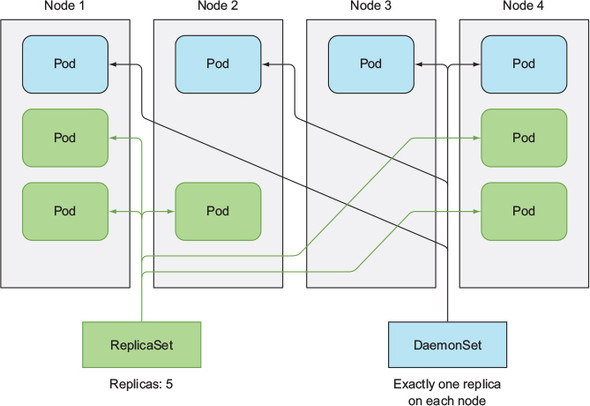 Node 1
Node 2
Node 3
Node 4
Pod
Pod
Pod
Pod
Pod
Pod
Pod
Pod
Pod
ReplicaSet
DaemonSet
Replicas: 5
Exactly one replica
on each node